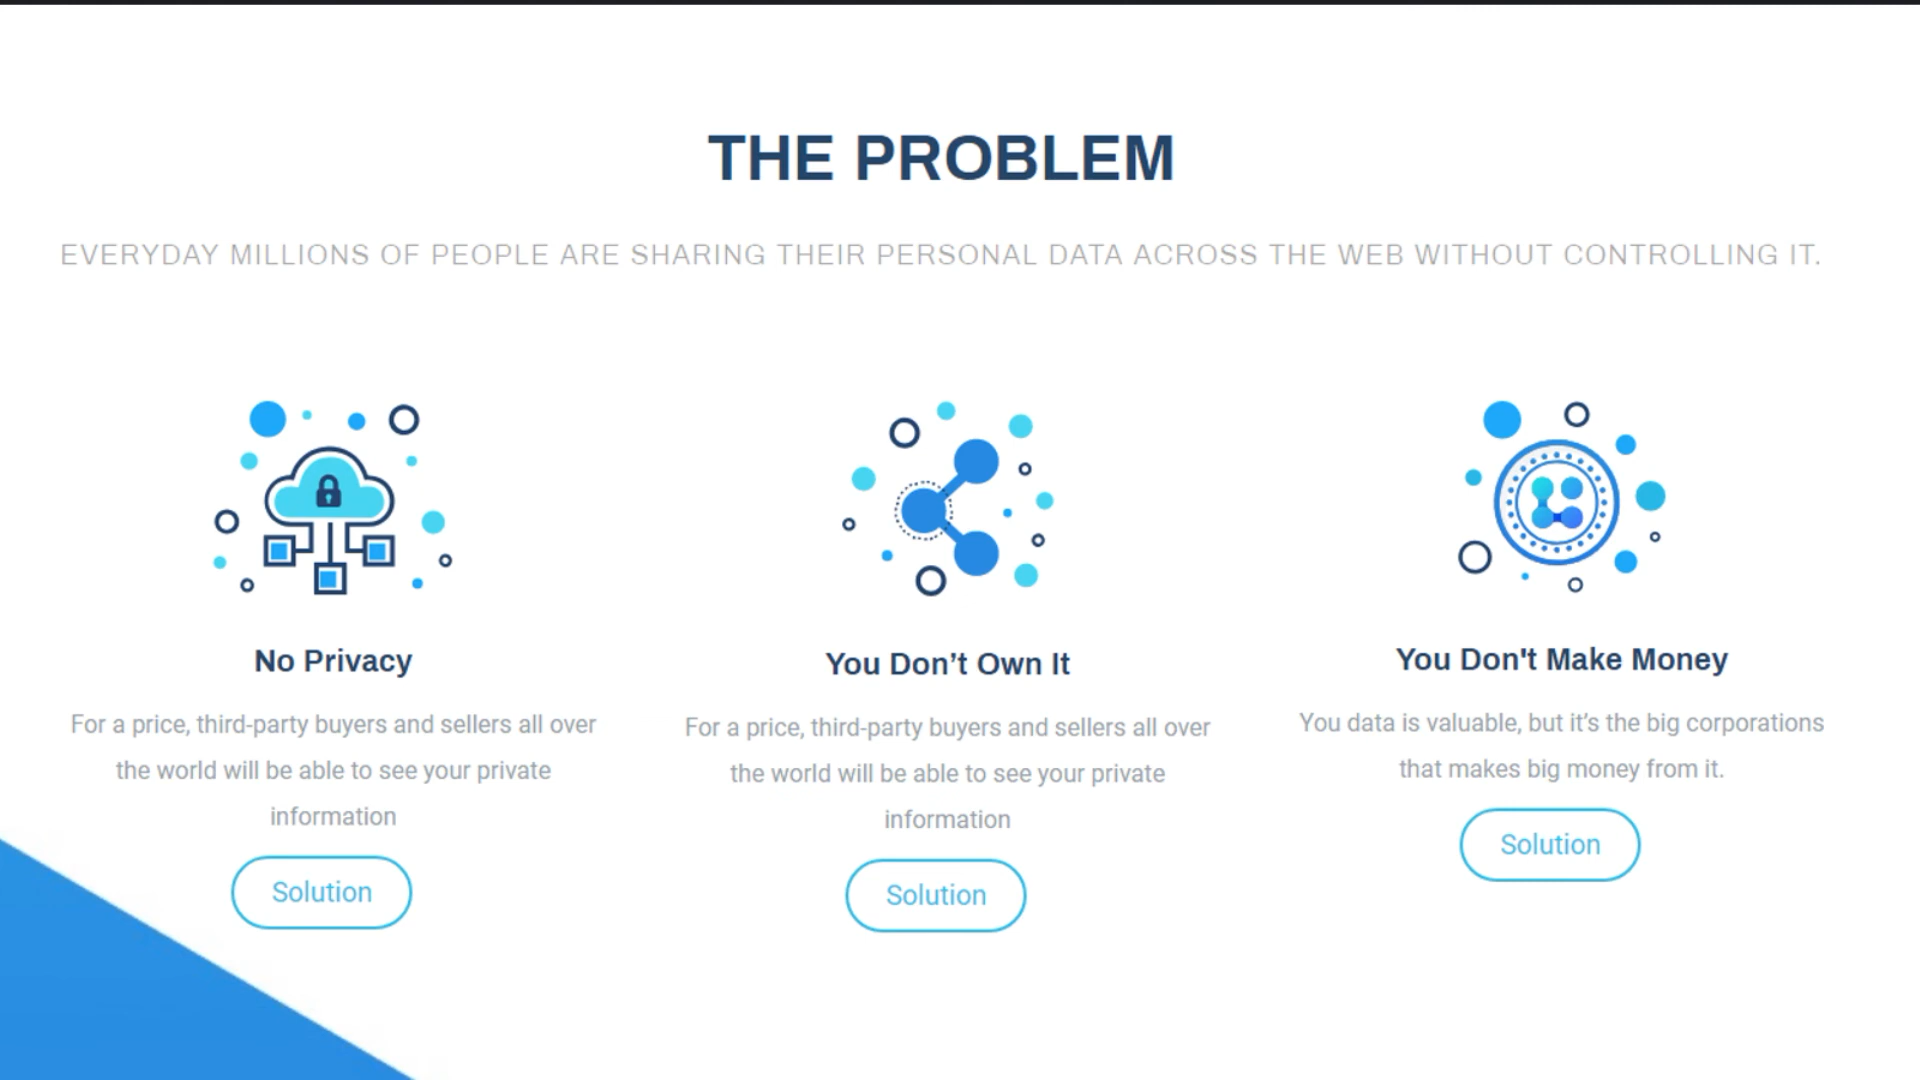 THE PROBLEM
EVERYDAY MILLIONS OF PEOPLE ARE SHARING THEIR PERSONAL DATA ACROSS THE WEB WITHOUT CONTROLLING IT.
No Privacy
For a price, third-party buyers and sellers all over
the world will be able to see your private
information
Solution
You Don’t Own It
For a price, third-party buyers and sellers all over
the world will be able to see your private
information
Solution
You Don't Make Money
You data is valuable, but it’s the big corporations
that makes big money from it.
Solution